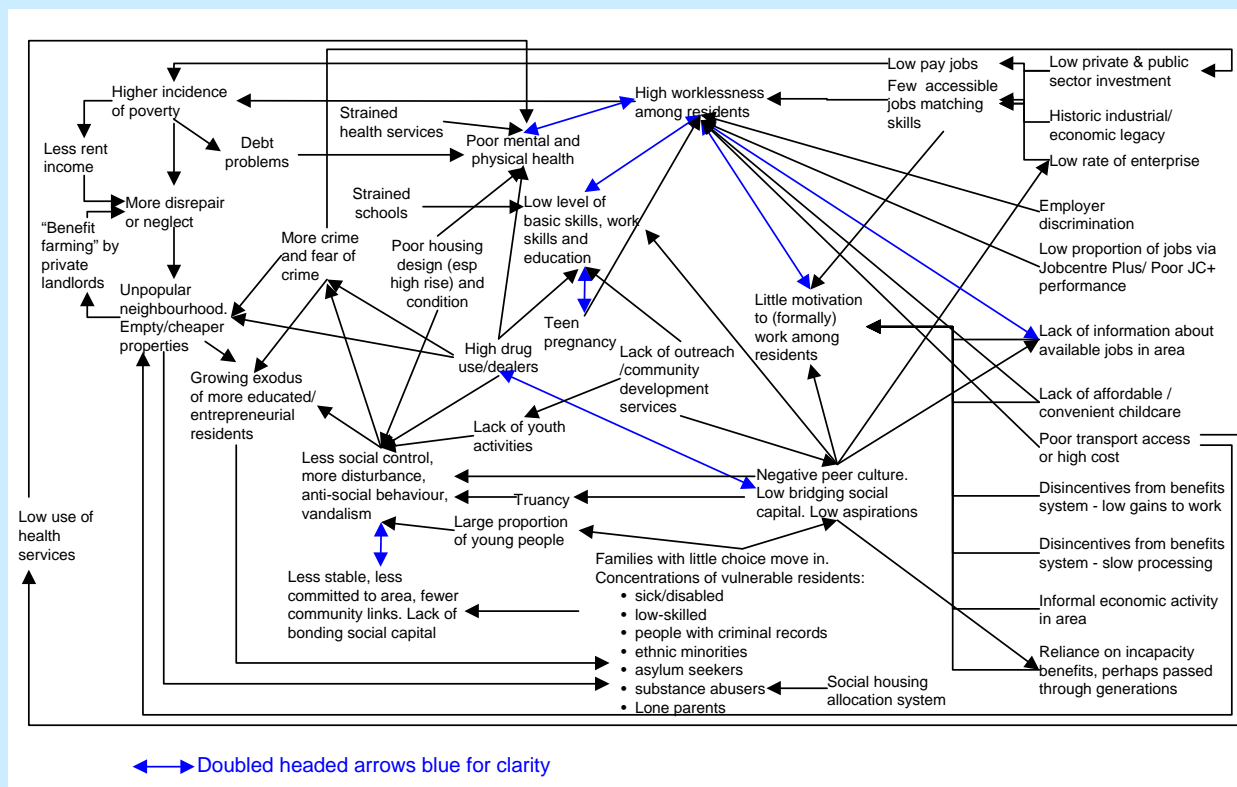 Low pay jobs
Low private & public
sector investment
Higher incidence
of poverty
High worklessness
among residents
Few  accessible
jobs matching
skills
Strained
health services
Historic industrial/
economic legacy
Less rent
income
Debt
problems
Poor mental and
physical health
Low rate of enterprise
More disrepair
or neglect
Strained
schools
Low level of
basic skills, work
skills and
education
Employer
discrimination
“Benefit
farming” by
private
landlords
More crime
and fear of
crime
Poor housing
design (esp
high rise) and
condition
Low proportion of jobs via
Jobcentre Plus/ Poor JC+
performance
Unpopular
neighbourhood.
Empty/cheaper
properties
Little motivation
to (formally)
work among
residents
Teen
pregnancy
Lack of information about
available jobs in area
High drug
use/dealers
Lack of outreach
/community
development
services
Growing exodus
of more educated/
entrepreneurial
residents
Lack of affordable /
convenient childcare
Lack of youth
activities
Poor transport access
or high cost
Less social control,
more disturbance,
anti-social behaviour,
vandalism
Negative peer culture.
Low bridging social
capital. Low aspirations
Truancy
Disincentives from benefits
system - low gains to work
Low use of
health
services
Large proportion
of young people
Disincentives from benefits
system - slow processing
Families with little choice move in.
Concentrations of vulnerable residents:
• sick/disabled
• low-skilled
• people with criminal records
• ethnic minorities
• asylum seekers
• substance abusers
• Lone parents
Less stable, less
committed to area, fewer
community links. Lack of
bonding social capital
Informal economic activity
in area
Reliance on incapacity
benefits, perhaps passed
through generations
Social housing
allocation system
Doubled headed arrows blue for clarity